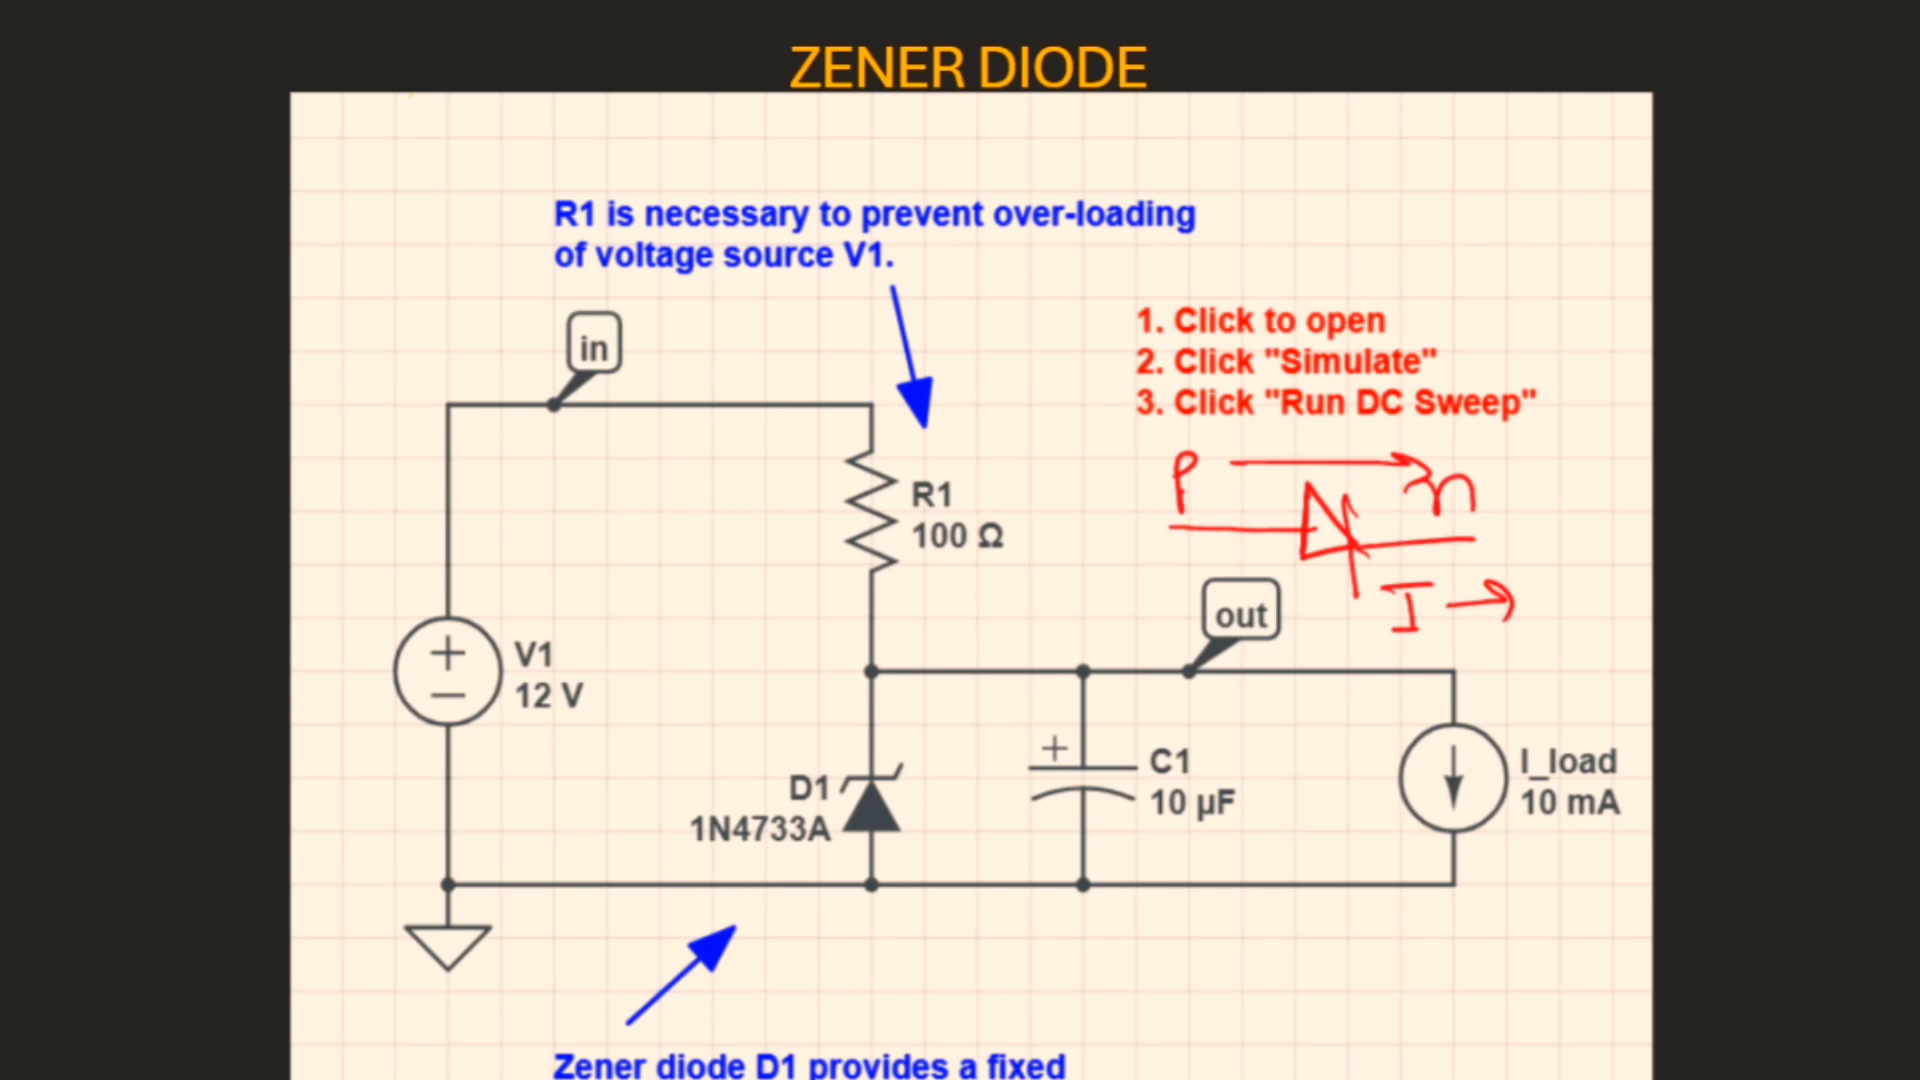 ZENER DIODE
R1 is necessary to prevent over-loading
of voltage source V1.
in
1. Click to open
2. Click "Simulate"
3. Click "Run DC Sweep"
P
n
R1
100 Ω
I
out
V1
12 V
+
D1
1N4733A
C1
10 µF
I_load
10 mA
Zener diode D1 provides a fixed